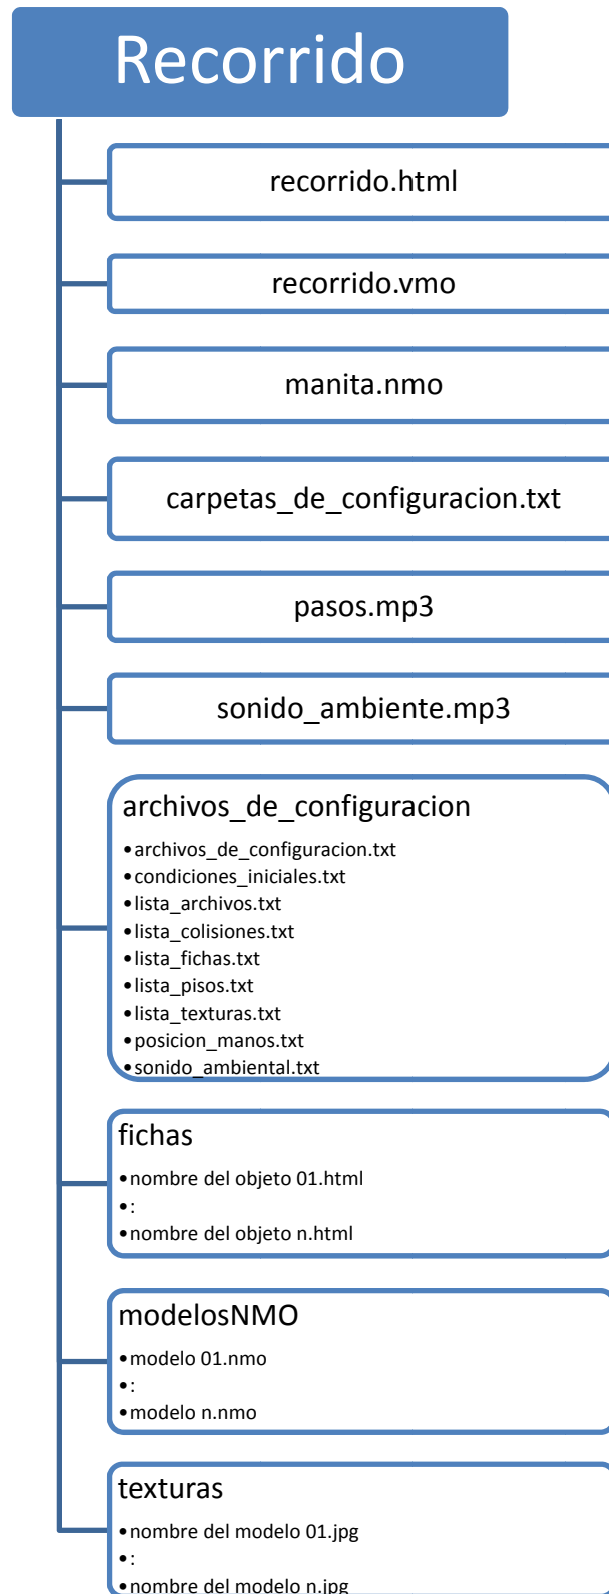 Recorrido
recorrido.html
recorrido.vmo
manita.nmo
carpetas_de_configuracion.txt
pasos.mp3
sonido_ambiente.mp3
archivos_de_configuracion
•archivos_de_configuracion.txt
•condiciones_iniciales.txt
•lista_archivos.txt
•lista_colisiones.txt
•lista_fichas.txt
•lista_pisos.txt
•lista_texturas.txt
•posicion_manos.txt
•sonido_ambiental.txt
fichas
•nombre del objeto 01.html
•:
•nombre del objeto n.html
modelosNMO
•modelo 01.nmo
•:
•modelo n.nmo
texturas
•nombre del modelo 01.jpg
•:
•nombre del modelo n.jpg